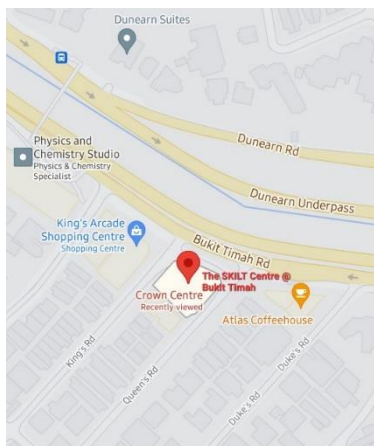 Dunearn Suites
Dunearn Rd
Physics and
Chemistry Studio
Physics & Chemistry
Specialist
Dunearn Underpass
King's Arcade
Shopping Centre
Shopping Centre
Bukit Timah Rd
The SKILT Centre @
Bukit Timah
Crown Centre
Recently viewed
Atlas Coffeehouse
King's Rd
Queen's Rd
Duke's Rd
Duke's Rd